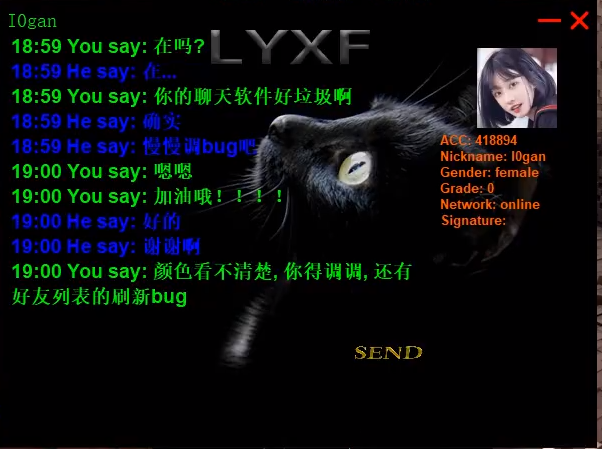 I0gan
LYXF
18:59 You say: 在吗?
18:59 He say: 在...
18:59 You say: 你的聊天软件好垃圾啊
18:59 He say: 确实
18:59 He say: 慢慢调bug吧
19:00 You say: 嗯嗯
19:00 You say: 加油哦！！！！
19:00 He say: 好的
19:00 He say: 谢谢啊
19:00 You say: 颜色看不清楚, 你得调调, 还有
好友列表的刷新bug
ACC: 418894
Nickname: I0gan
Gender: female
Grade: 0
Network: online
Signature:
SEND